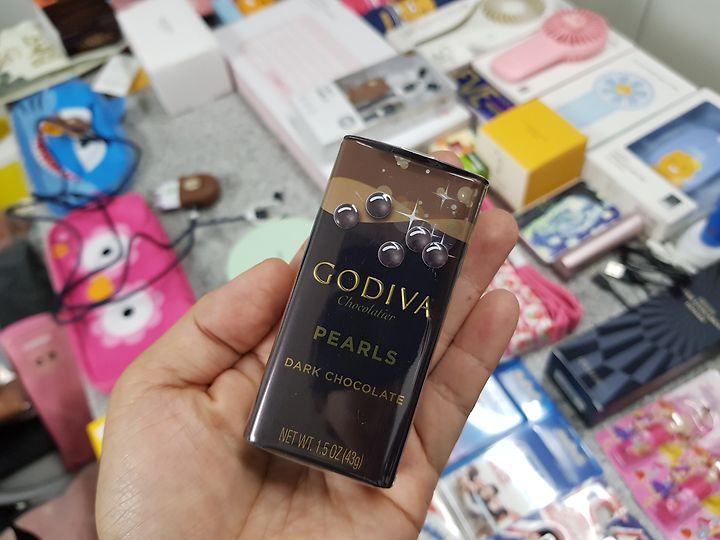 GODIVA
Chocolatier
PEARLS
DARK CHOCOLATE
NET WT. 1.5 OZ (43g)